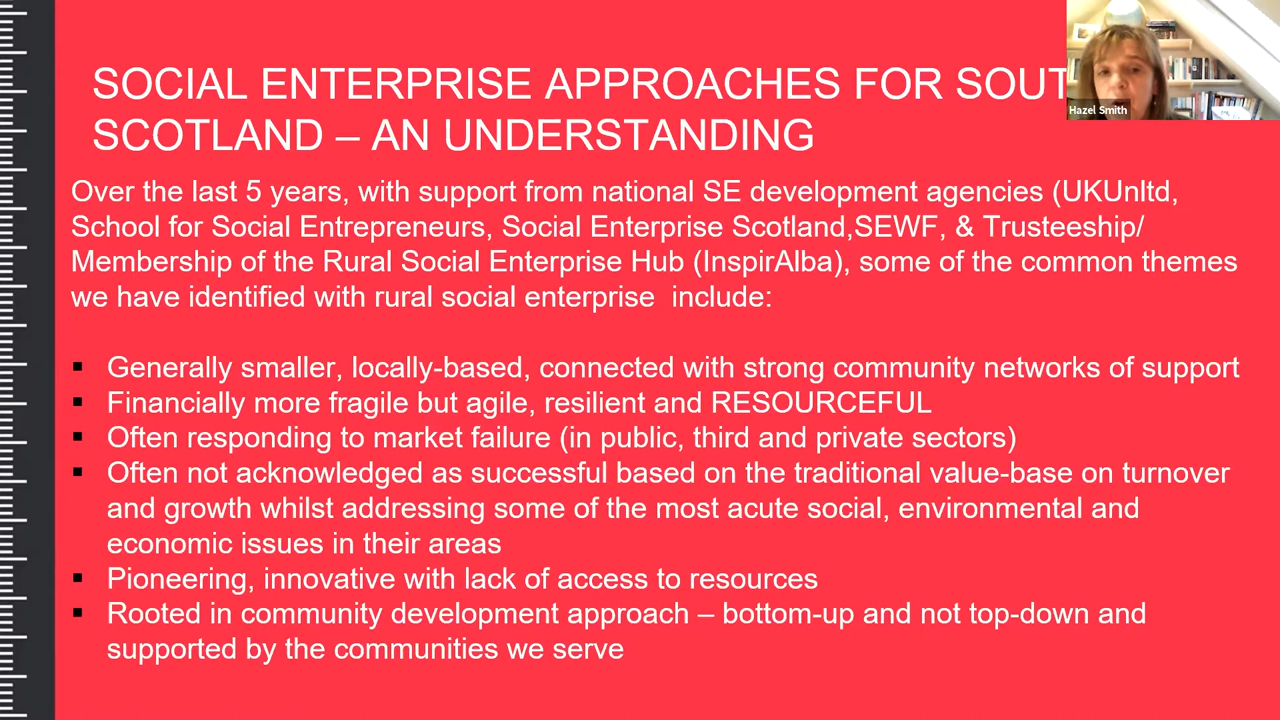 SOCIAL ENTERPRISE APPROACHES FOR SOUT
SCOTLAND – AN UNDERSTANDING
Hazel Smith
Over the last 5 years, with support from national SE development agencies (UKUnltd,
School for Social Entrepreneurs, Social Enterprise Scotland,SEWF, & Trusteeship/
Membership of the Rural Social Enterprise Hub (InspirAlba), some of the common themes
we have identified with rural social enterprise  include:
▪ Generally smaller, locally-based, connected with strong community networks of support
▪ Financially more fragile but agile, resilient and RESOURCEFUL
▪ Often responding to market failure (in public, third and private sectors)
▪ Often not acknowledged as successful based on the traditional value-base on turnover
and growth whilst addressing some of the most acute social, environmental and
economic issues in their areas
▪ Pioneering, innovative with lack of access to resources
▪ Rooted in community development approach – bottom-up and not top-down and
supported by the communities we serve